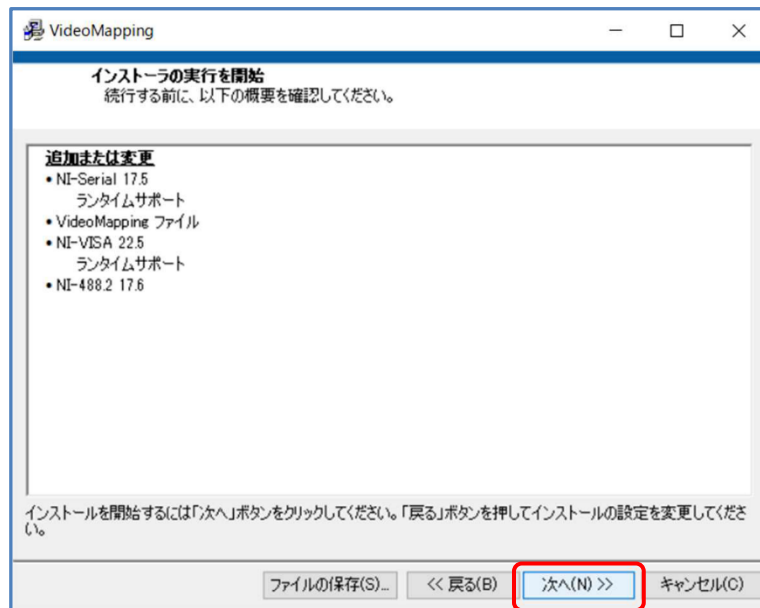 VideoMapping
インストーラの実行を開始
続行する前に、以下の概要を確認してください。
追加または変更
• NI-Serial 17.5
ランタイムサポート
• VideoMapping ファイル
• NI-VISA 22.5
ランタイムサポート
• NI-488.2 17.6
インストールを開始するには「次へ」ボタンをクリックしてください。「戻る」ボタンを押してインストールの設定を変更してくださ
い。
ファイルの保存(S)... << 戻る(B) 次へ(N) >> キャンセル(C)